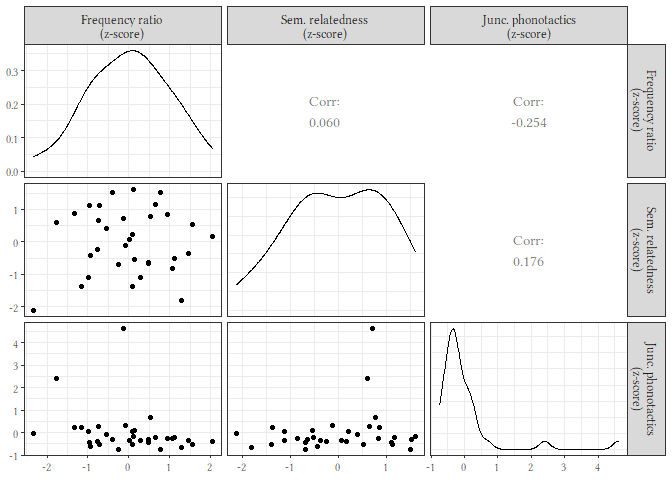 Frequency ratio
(z-score)
Sem. relatedness
(z-score)
Junc. phonotactics
(z-score)
0.3
0.2
0.1
0.0
Corr:
0.060
Corr:
-0.254
Frequency ratio
(z-score)
1
0
-1
-2
Corr:
0.176
Sem. relatedness
(z-score)
4
3
2
1
0
-1
Junc. phonotactics
(z-score)
-2 -1 0 1 2
-2 -1 0 1
-1 0 1 2 3 4